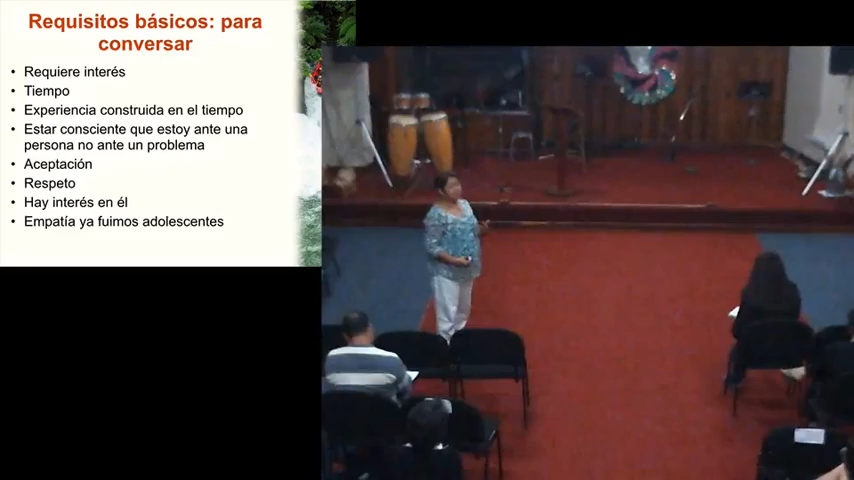 Requisitos básicos: para
conversar
• Requiere interés
• Tiempo
• Experiencia construida en el tiempo
• Estar consciente que estoy ante una
persona no ante un problema
• Aceptación
• Respeto
• Hay interés en él
• Empatía ya fuimos adolescentes